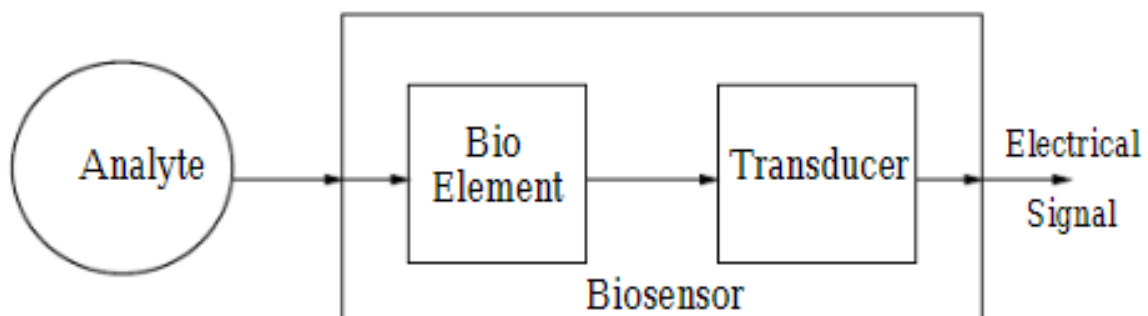 Analyte
Bio
Element
Transducer
Electrical
Signal
Biosensor